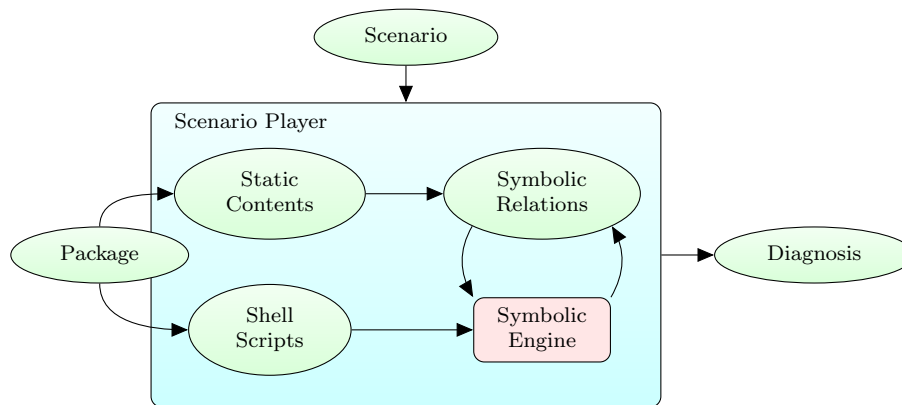 Scenario
Scenario Player
Static
Contents
Symbolic
Relations
Package
Diagnosis
Shell
Scripts
Symbolic
Engine